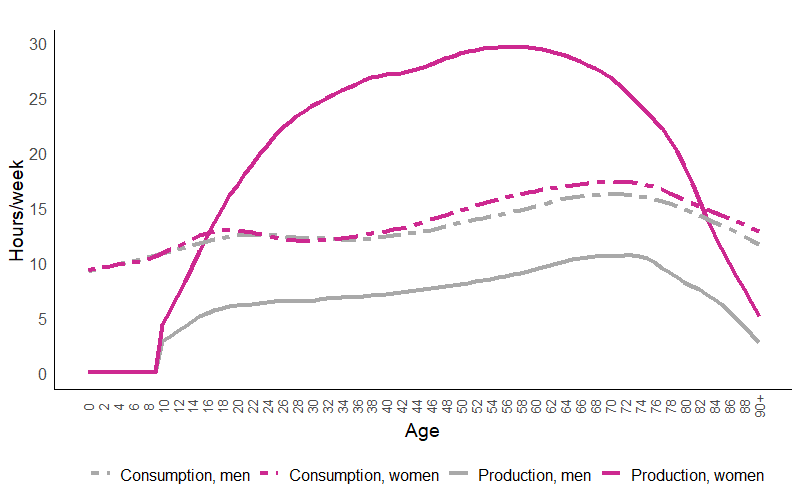 30
25
20
15
10
5
0
Hours/week
0 2 4 6 8 10 12 14 16 18 20 22 24 26 28 30 32 34 36 38 40 42 44 46 48 50 52 54 56 58 60 62 64 66 68 70 72 74 76 78 80 82 84 86 88 90+
Age
Consumption, men Consumption, women Production, men Production, women